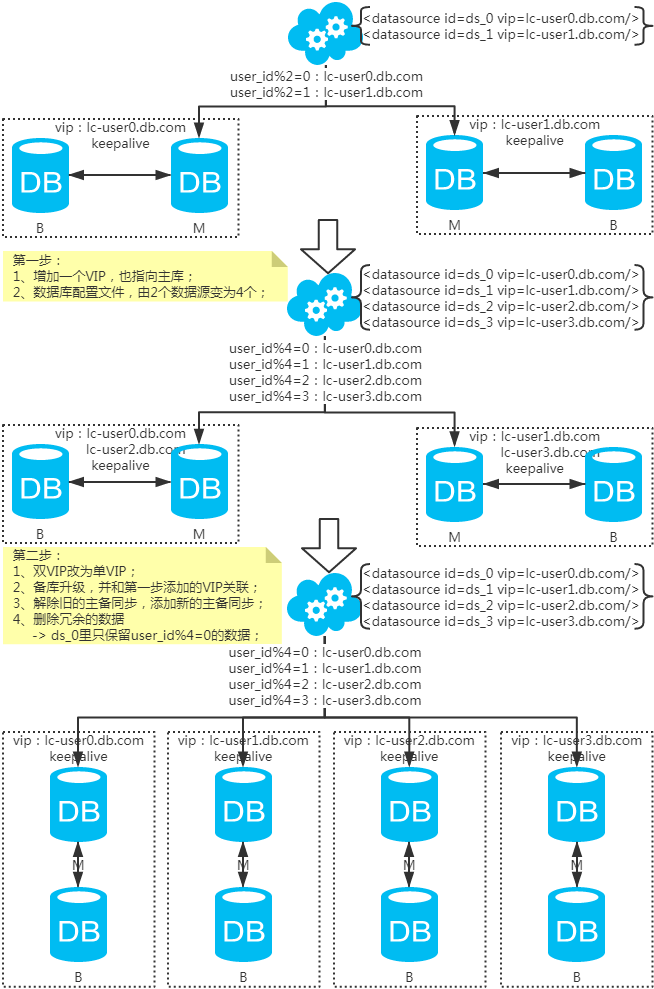 <datasource id=ds_0 vip=lc-user0.db.com/>
<datasource id=ds_1 vip=lc-user1.db.com/>
user_id%2=0：lc-user0.db.com
user_id%2=1：lc-user1.db.com
vip：lc-user0.db.com
keepalive
DB
DB
B
M
vip：lc-user1.db.com
keepalive
DB
DB
M
B
第一步：
1、增加一个VIP，也指向主库；
2、数据库配置文件，由2个数据源变为4个；
<datasource id=ds_0 vip=lc-user0.db.com/>
<datasource id=ds_1 vip=lc-user1.db.com/>
<datasource id=ds_2 vip=lc-user2.db.com/>
<datasource id=ds_3 vip=lc-user3.db.com/>
user_id%4=0：lc-user0.db.com
user_id%4=1：lc-user1.db.com
user_id%4=2：lc-user2.db.com
user_id%4=3：lc-user3.db.com
vip：lc-user0.db.com
lc-user2.db.com
keepalive
DB
DB
B
M
vip：lc-user1.db.com
lc-user3.db.com
keepalive
DB
DB
M
B
第二步：
1、双VIP改为单VIP；
2、备库升级，并和第一步添加的VIP关联；
3、解除旧的主备同步，添加新的主备同步；
4、删除冗余的数据
-> ds_0里只保留user_id%4=0的数据；
<datasource id=ds_0 vip=lc-user0.db.com/>
<datasource id=ds_1 vip=lc-user1.db.com/>
<datasource id=ds_2 vip=lc-user2.db.com/>
<datasource id=ds_3 vip=lc-user3.db.com/>
user_id%4=0：lc-user0.db.com
user_id%4=1：lc-user1.db.com
user_id%4=2：lc-user2.db.com
user_id%4=3：lc-user3.db.com
vip：lc-user0.db.com
keepalive
DB
M
DB
B
vip：lc-user1.db.com
keepalive
DB
M
DB
B
vip：lc-user2.db.com
keepalive
DB
M
DB
B
vip：lc-user3.db.com
keepalive
DB
M
DB
B